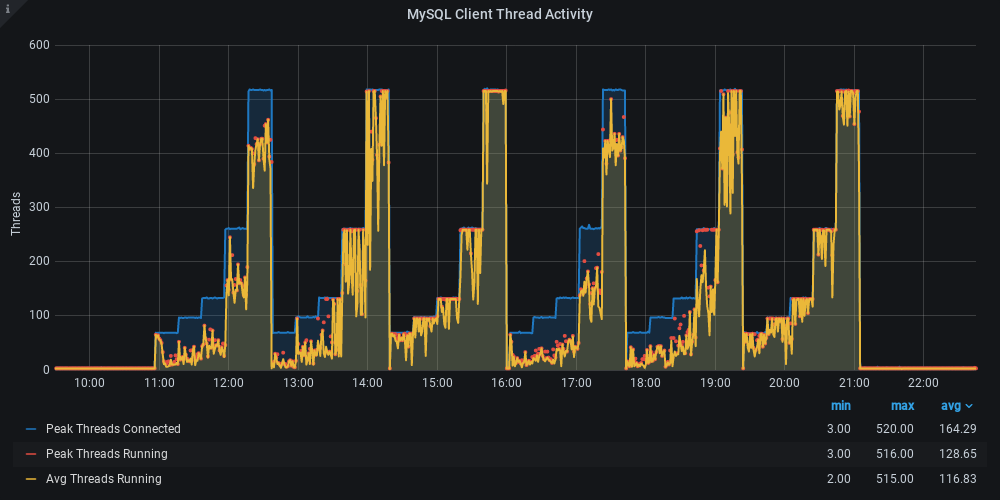 i
MySQL Client Thread Activity
Threads
600
500
400
300
200
100
0
10:00 11:00 12:00 13:00 14:00 15:00 16:00 17:00 18:00 19:00 20:00 21:00 22:00
min max avg
Peak Threads Connected 3.00 520.00 164.29
Peak Threads Running 3.00 516.00 128.65
Avg Threads Running 2.00 515.00 116.83